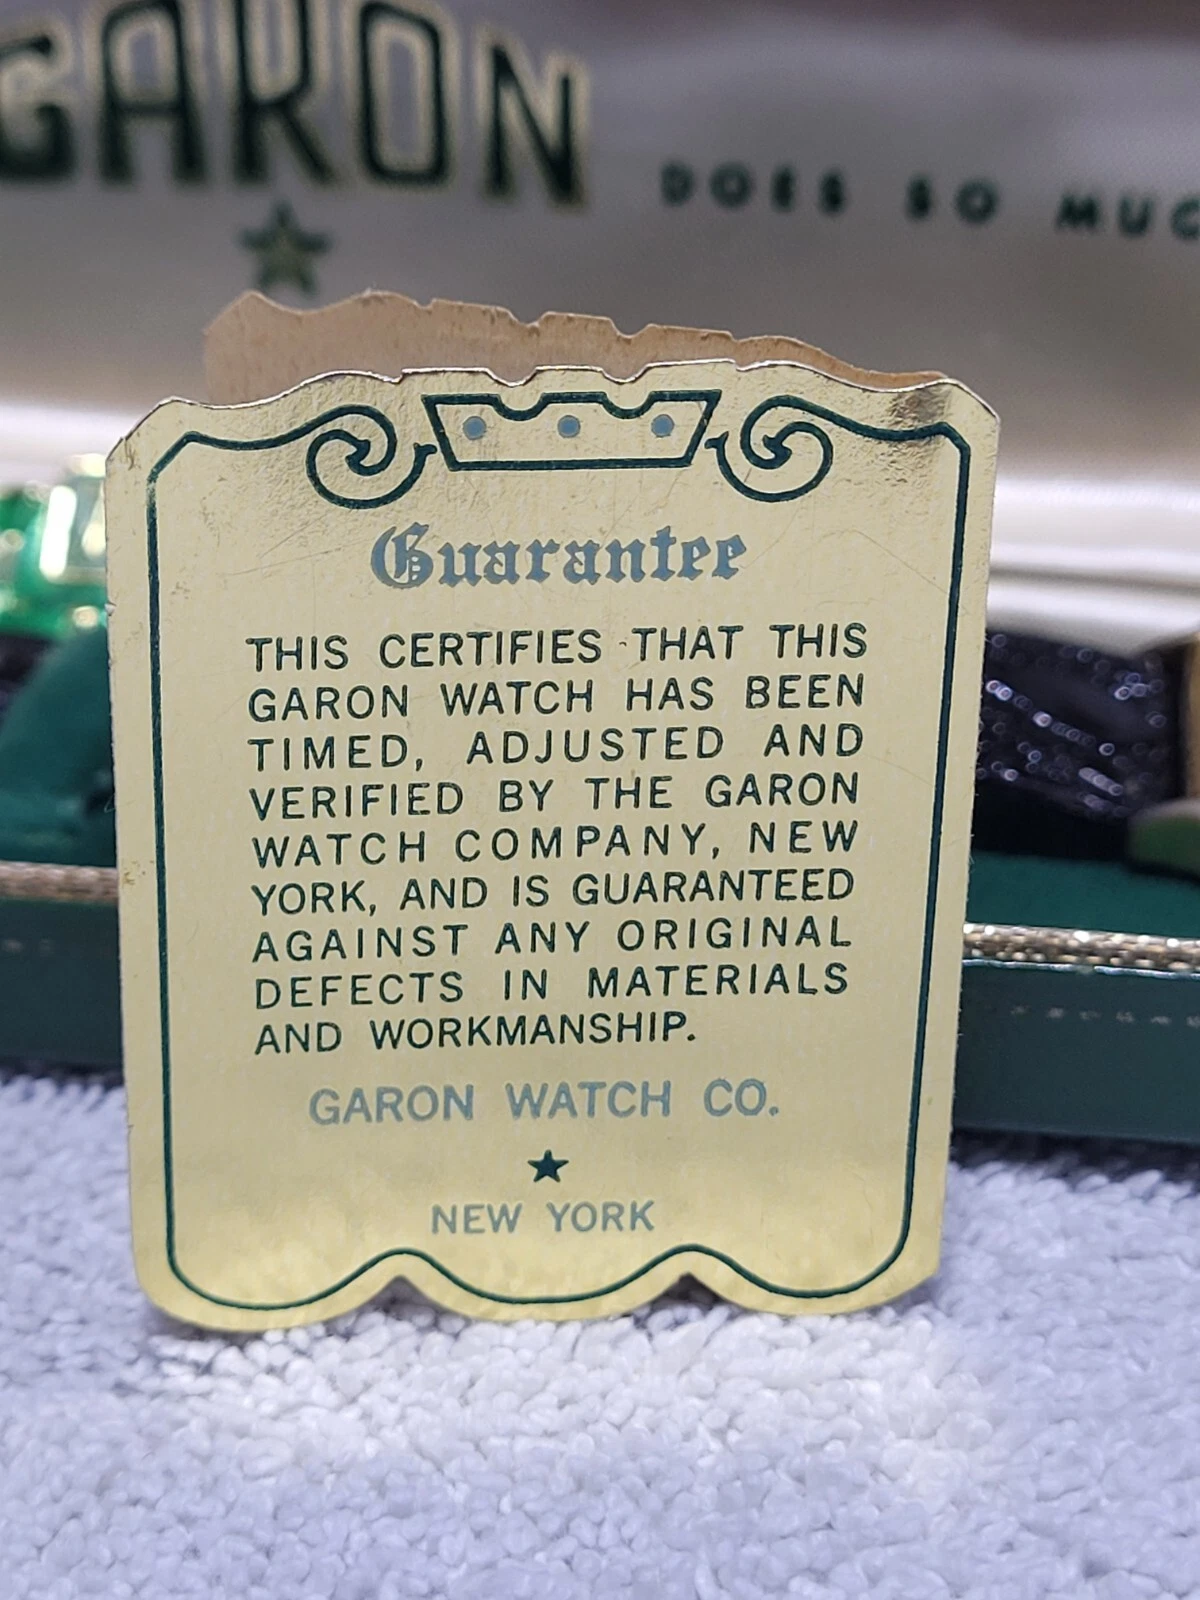 GARON
DOES SO
Guarantee
THIS CERTIFIES THAT THIS
GARON WATCH HAS BEEN
TIMED, ADJUSTED AND
VERIFIED BY THE GARON
WATCH COMPANY, NEW
YORK, AND IS GUARANTEED
AGAINST ANY ORIGINAL
DEFECTS IN MATERIALS
AND WORKMANSHIP.
GARON WATCH CO.
NEW YORK